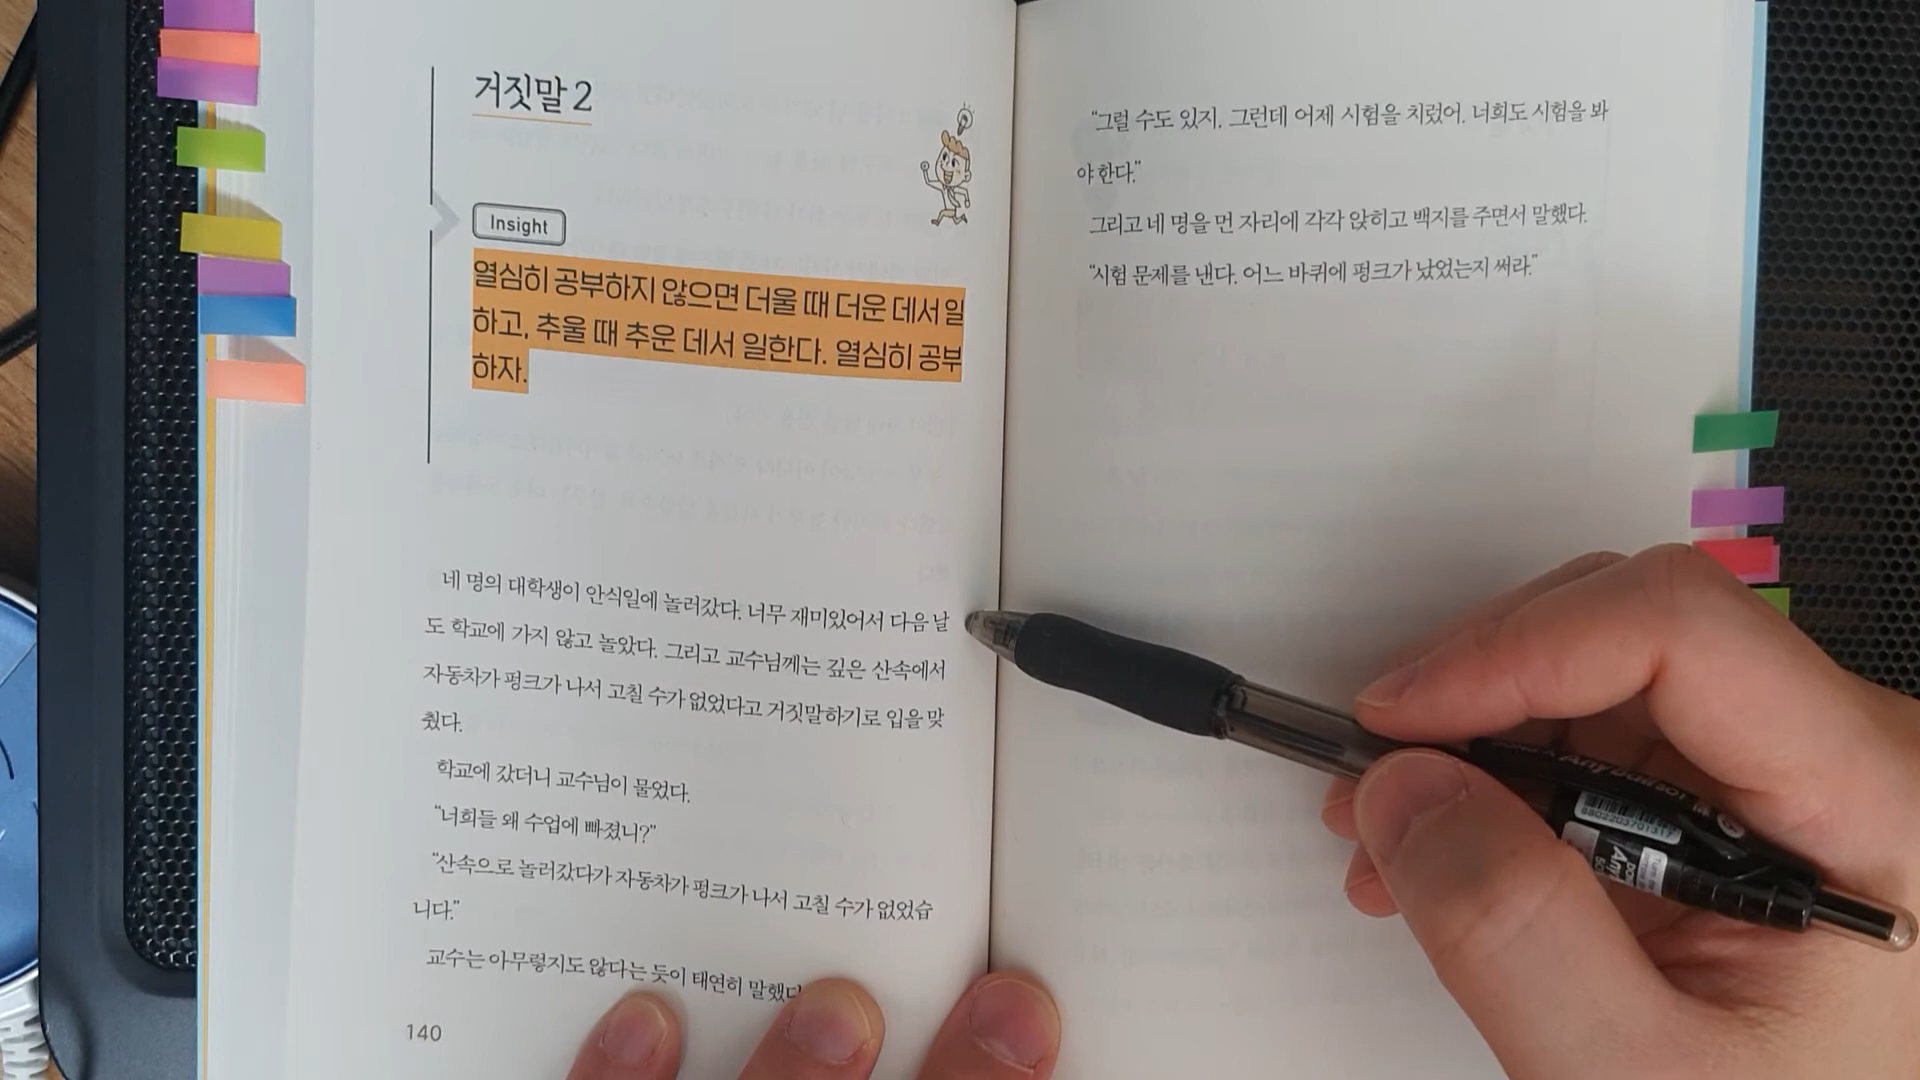 거짓말 2
Insight
열심히 공부하지 않으면 더울 때 더운 데서 일
하고, 추울 때 추운 데서 일한다. 열심히 공부
하자.
네 명의 대학생이 안식일에 놀러갔다. 너무 재미있어서 다음 날
도 학교에 가지 않고 놀았다. 그리고 교수님께는 깊은 산속에서
자동차가 펑크가 나서 고칠 수가 없었다고 거짓말하기로 입을 맞
췄다.
학교에 갔더니 교수님이 물었다.
“너희들 왜 수업에 빠졌니?”
“산속으로 놀러갔다가 자동차가 펑크가 나서 고칠 수가 없었습
니다.”
교수는 아무렇지도 않다는 듯이 태연히 말했다
140
“그럴 수도 있지. 그런데 어제 시험을 치렀어. 너희도 시험을 봐
야 한다.”
그리고 네 명을 먼 자리에 각각 앉히고 백지를 주면서 말했다.
“시험 문제를 낸다. 어느 바퀴에 펑크가 났었는지 써라.”
8802203701317